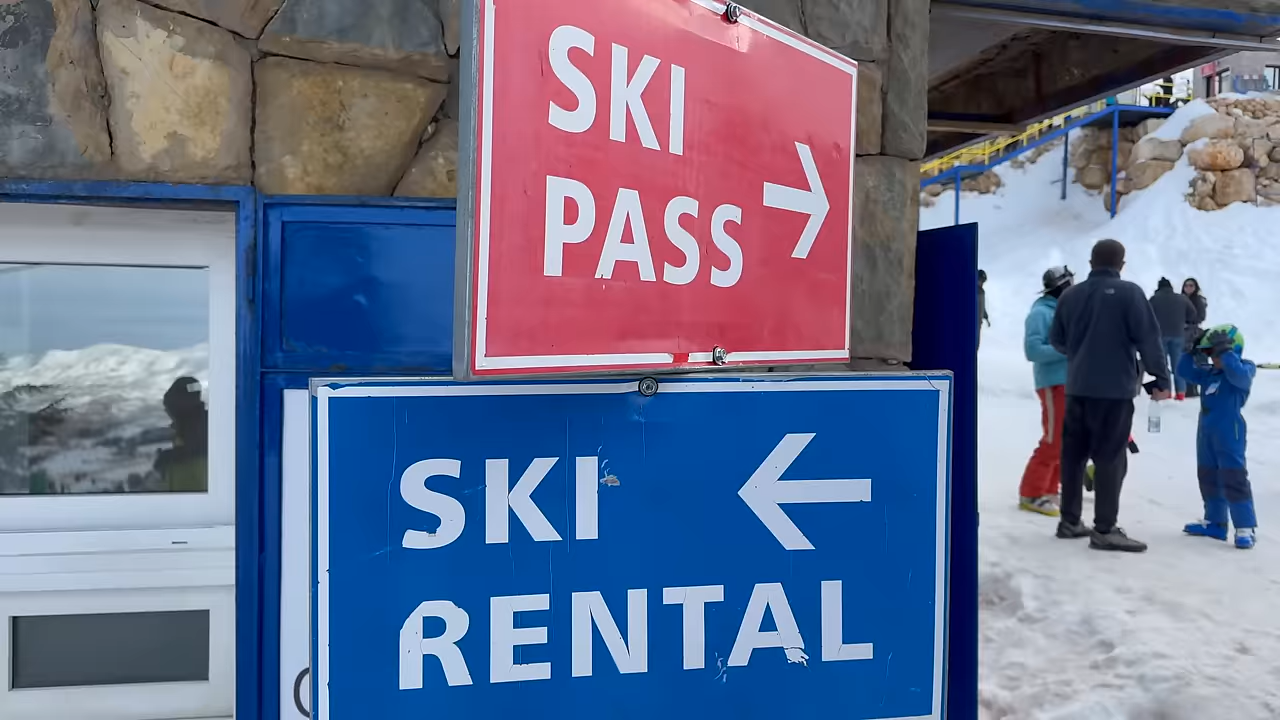 SKI
PASS →
SKI ←
RENTAL